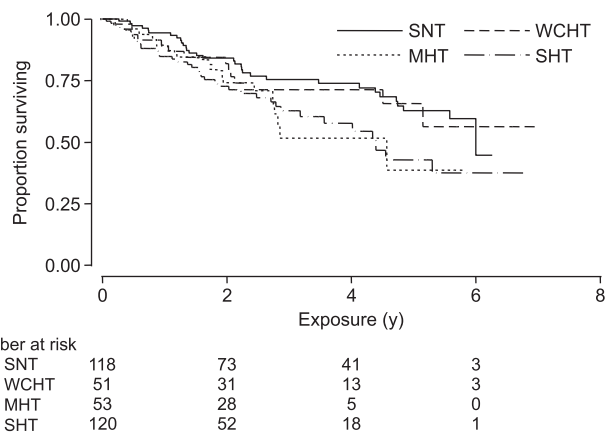 1.00
0.75
0.50
0.25
0.00
Proportion surviving
SNT WCHT
MHT SHT
0 2 4 6 8
Exposure (y)
ber at risk
SNT 118 73 41 3
WCHT 51 31 13 3
MHT 53 28 5 0
SHT 120 52 18 1